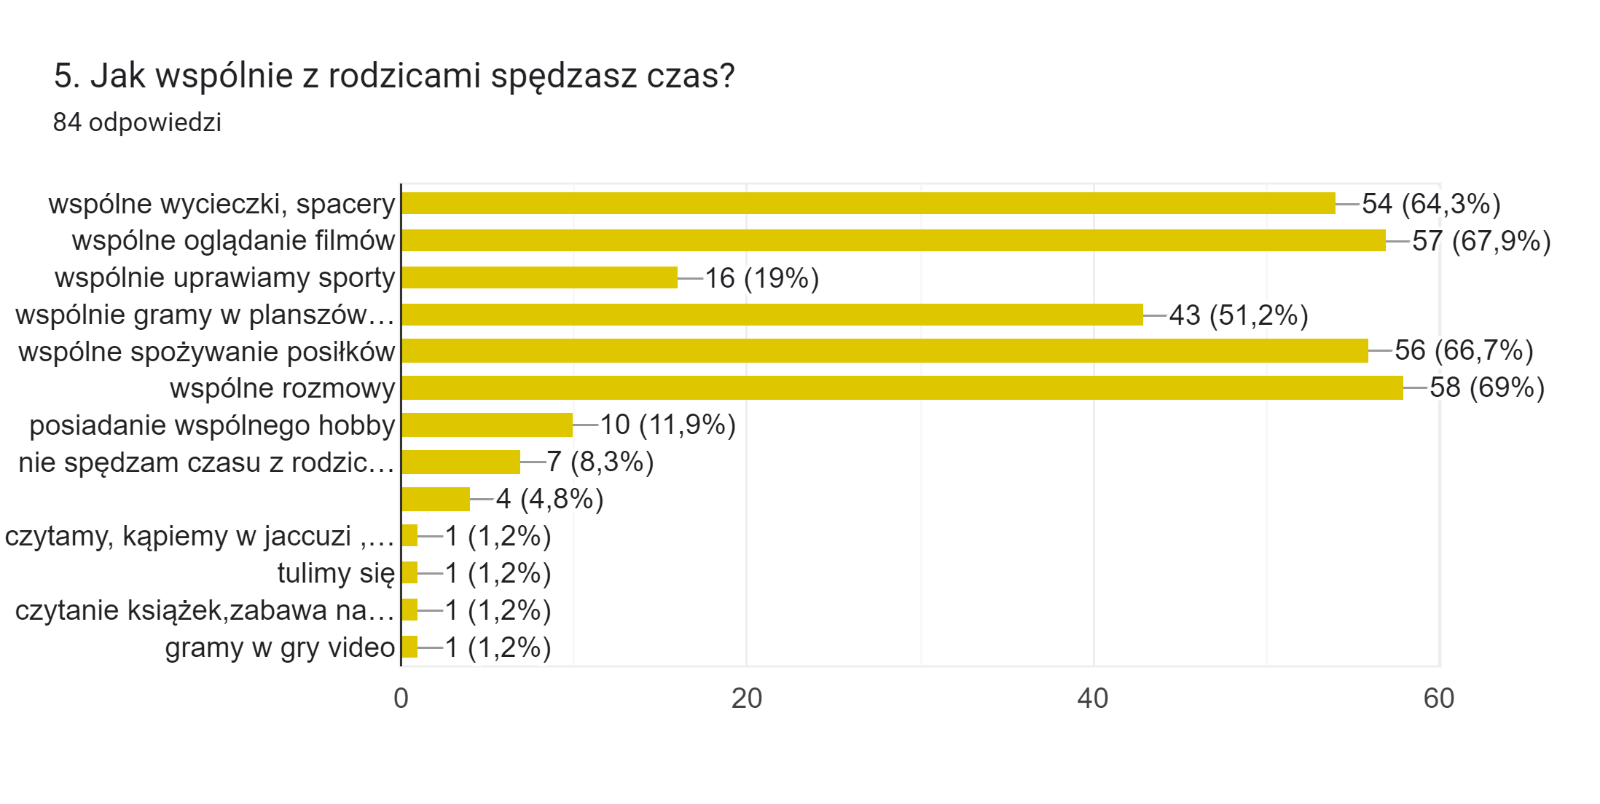 5. Jak wspólnie z rodzicami spędzasz czas?
84 odpowiedzi
wspólne wycieczki, spacery 54 (64,3%)
wspólne oglądanie filmów 57 (67,9%)
wspólnie uprawiamy sporty 16 (19%)
wspólnie gramy w planszów… 43 (51,2%)
wspólne spożywanie posiłków 56 (66,7%)
wspólne rozmowy 58 (69%)
posiadanie wspólnego hobby 10 (11,9%)
nie spędzam czasu z rodzic… 7 (8,3%)
4 (4,8%)
czytamy, kąpiemy w jaccuzi ,… 1 (1,2%)
tulimy się 1 (1,2%)
czytanie książek,zabawa na… 1 (1,2%)
gramy w gry video 1 (1,2%)
0 20 40 60